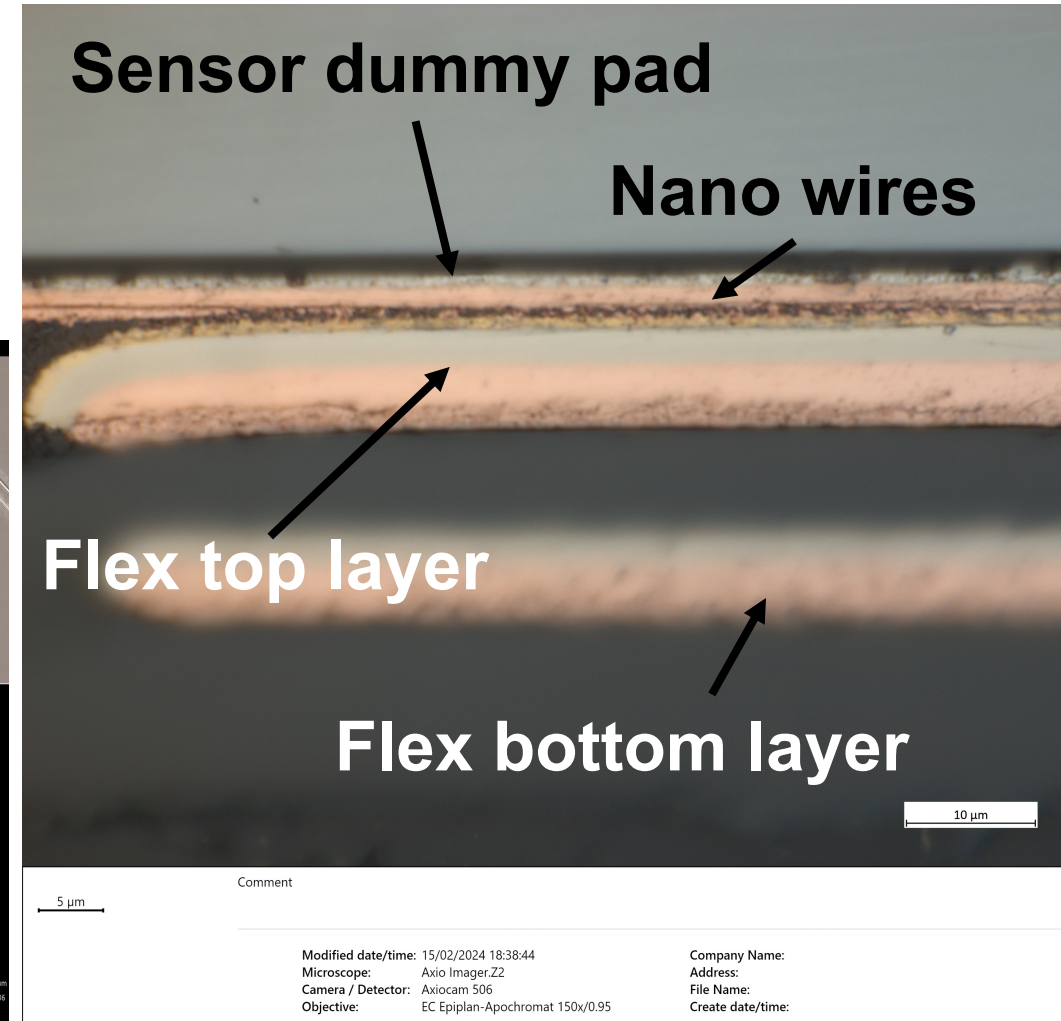 Sensor dummy pad
Nano wires
Flex top layer
Flex bottom layer
10 µm
5 µm
Comment
Modified date/time: 15/02/2024 18:38:44
Microscope: Axio Imager.Z2
Camera / Detector: Axiocam 506
Objective: EC Epiplan-Apochromat 150x/0.95
Company Name:
Address:
File Name:
Create date/time: